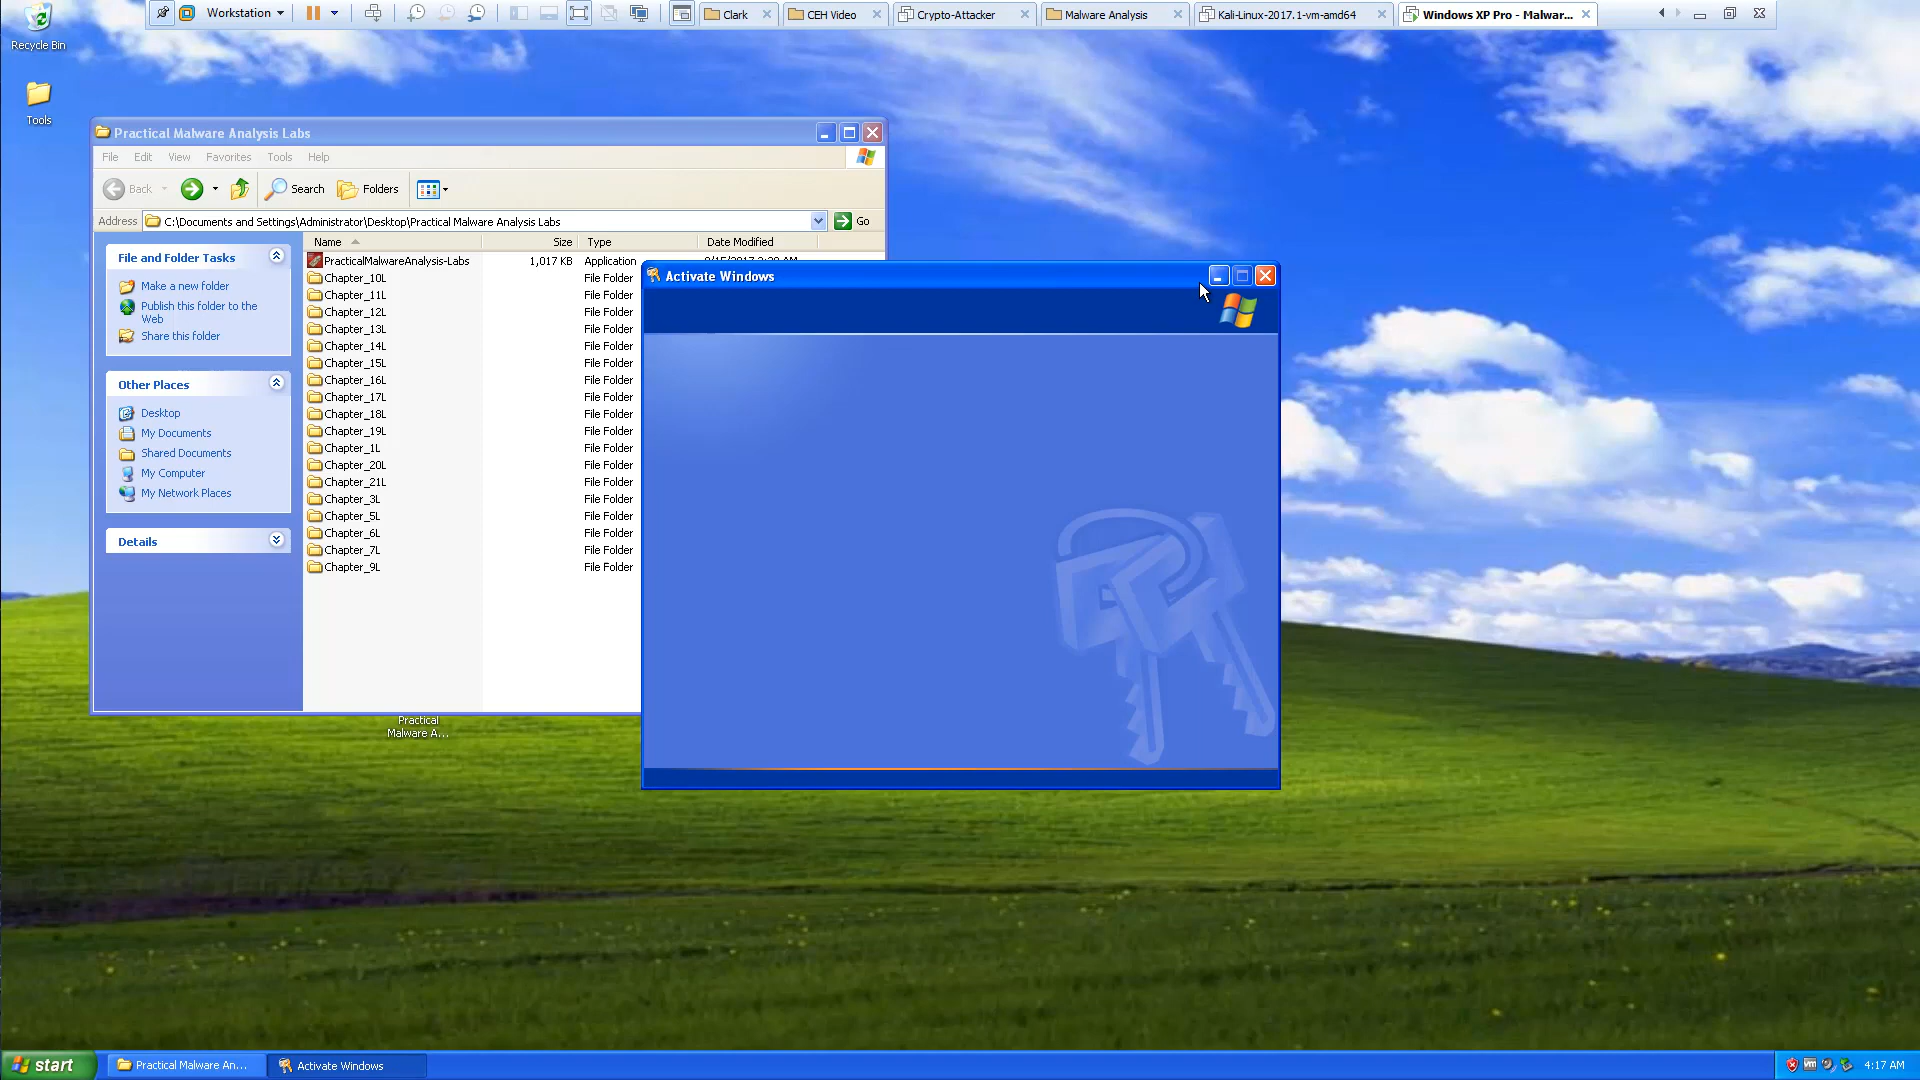 Workstation
Clark
CEH Video
Crypto-Attacker
Malware Analysis
Kali-Linux-2017.1-vm-amd64
Windows XP Pro - Malwar...
Recycle Bin
Tools
Practical Malware Analysis Labs
File Edit View Favorites Tools Help
Back
Search
Folders
Address C:\Documents and Settings\Administrator\Desktop\Practical Malware Analysis Labs Go
Name Size Type Date Modified
File and Folder Tasks
Make a new folder
Publish this folder to the
Web
Share this folder
Other Places
Desktop
My Documents
Shared Documents
My Computer
My Network Places
Details
PracticalMalwareAnalysis-Labs 1,017 KB Application
Chapter_10L File Folder
Chapter_11L File Folder
Chapter_12L File Folder
Chapter_13L File Folder
Chapter_14L File Folder
Chapter_15L File Folder
Chapter_16L File Folder
Chapter_17L File Folder
Chapter_18L File Folder
Chapter_19L File Folder
Chapter_1L File Folder
Chapter_20L File Folder
Chapter_21L File Folder
Chapter_3L File Folder
Chapter_5L File Folder
Chapter_6L File Folder
Chapter_7L File Folder
Chapter_9L File Folder
Activate Windows
Practical
Malware A...
start
Practical Malware An...
Activate Windows
4:17 AM